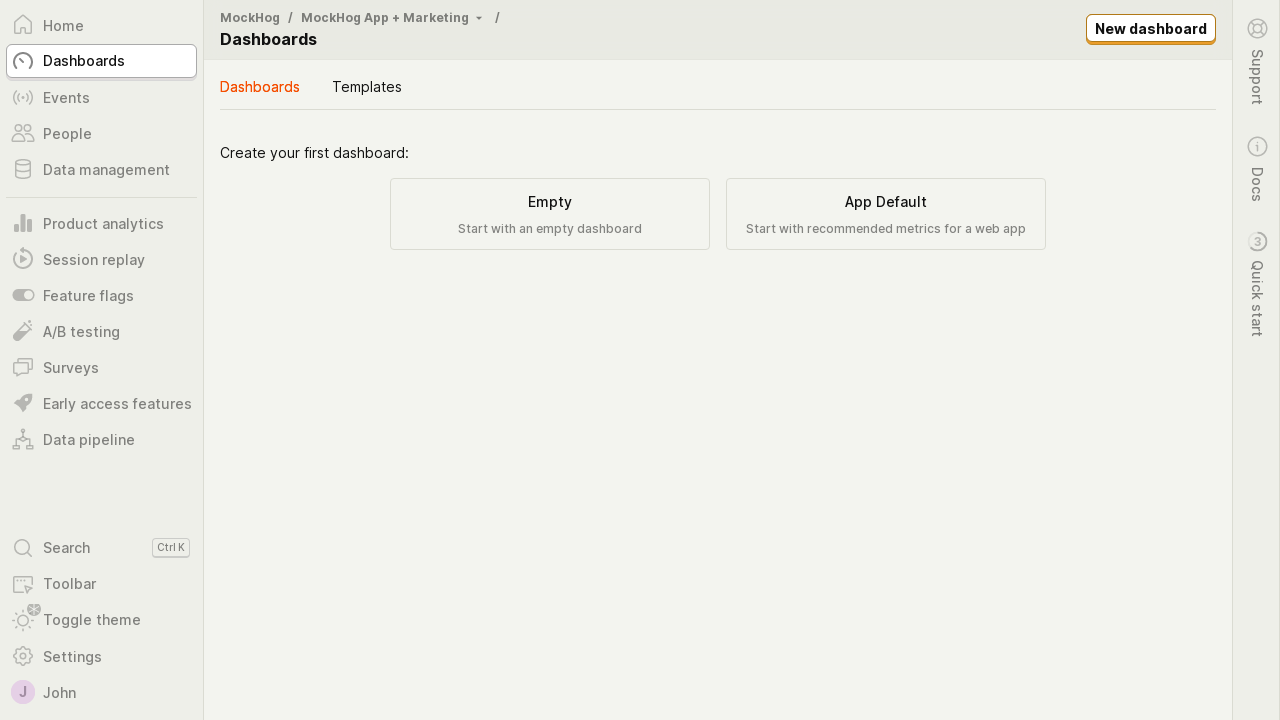 Home
Dashboards
Events
People
Data management
Product analytics
Session replay
Feature flags
A/B testing
Surveys
Early access features
Data pipeline
Search Ctrl K
Toolbar
Toggle theme
Settings
J John
MockHog / MockHog App + Marketing /
Dashboards
New dashboard
Dashboards Templates
Create your first dashboard:
Empty
Start with an empty dashboard
App Default
Start with recommended metrics for a web app
Support
Docs
3
Quick start